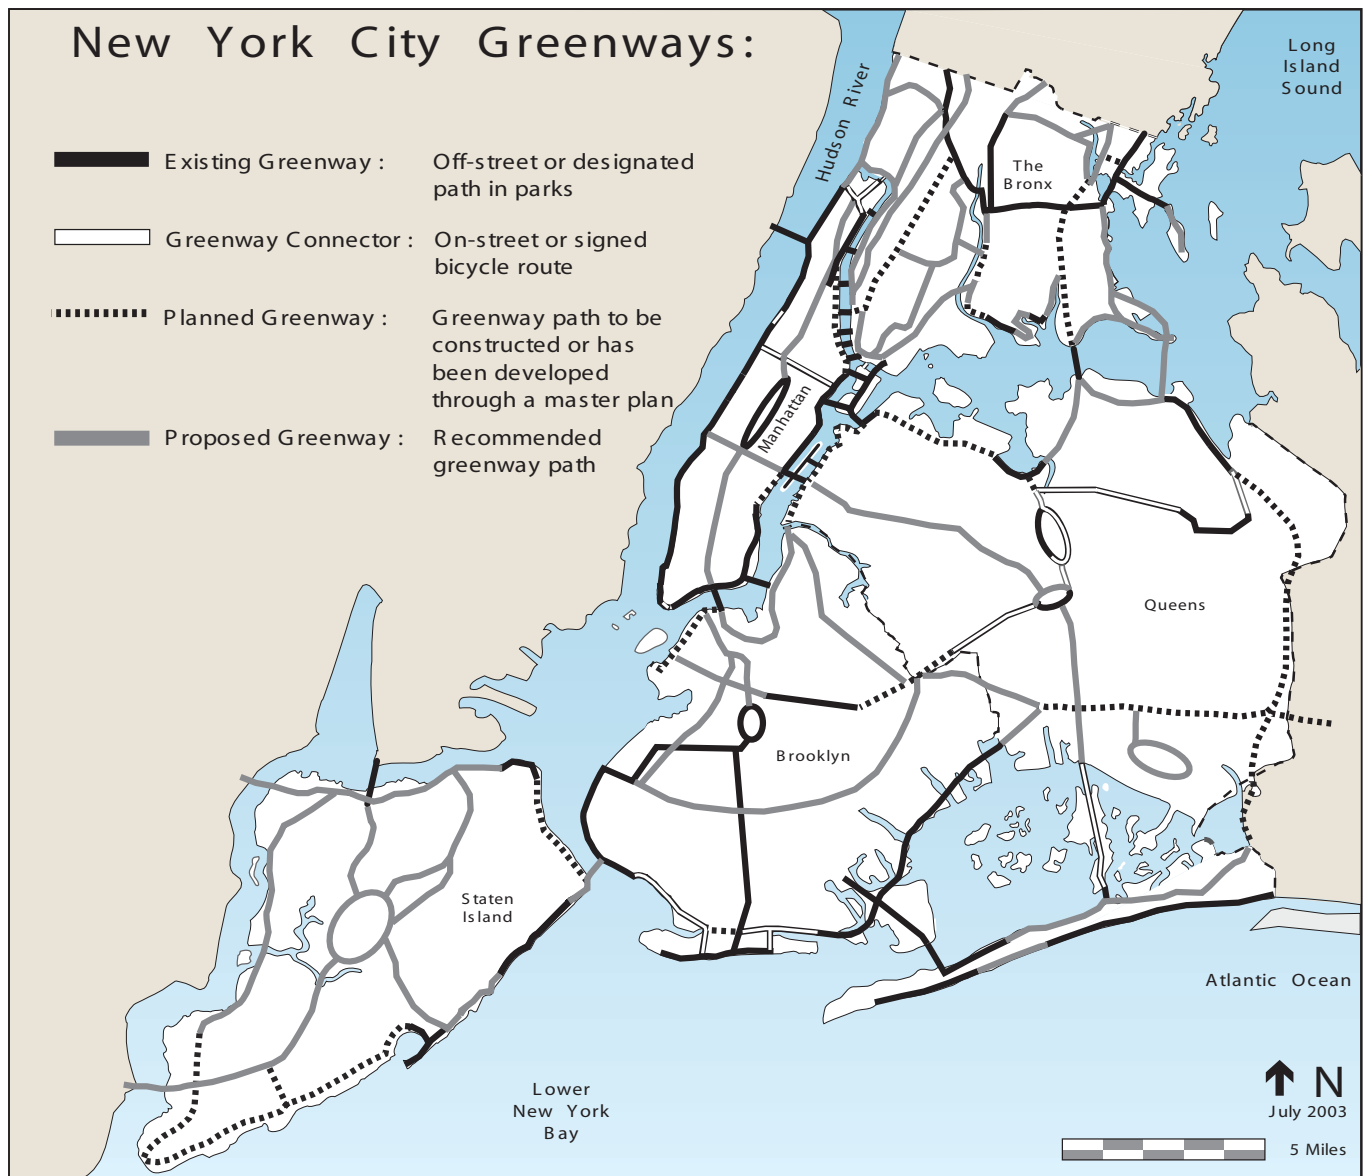 New York City Greenways:
Existing Greenway :
Off-street or designated
path in parks
Greenway Connector :
On-street or signed
bicycle route
Planned Greenway :
Greenway path to be
constructed or has
been developed
through a master plan
Proposed Greenway :
Recommended
greenway path
Hudson River
Long
Island
Sound
The
Bronx
Manhattan
Queens
Brooklyn
Staten
Island
Atlantic Ocean
Lower
New York
Bay
N
July 2003
5 Miles